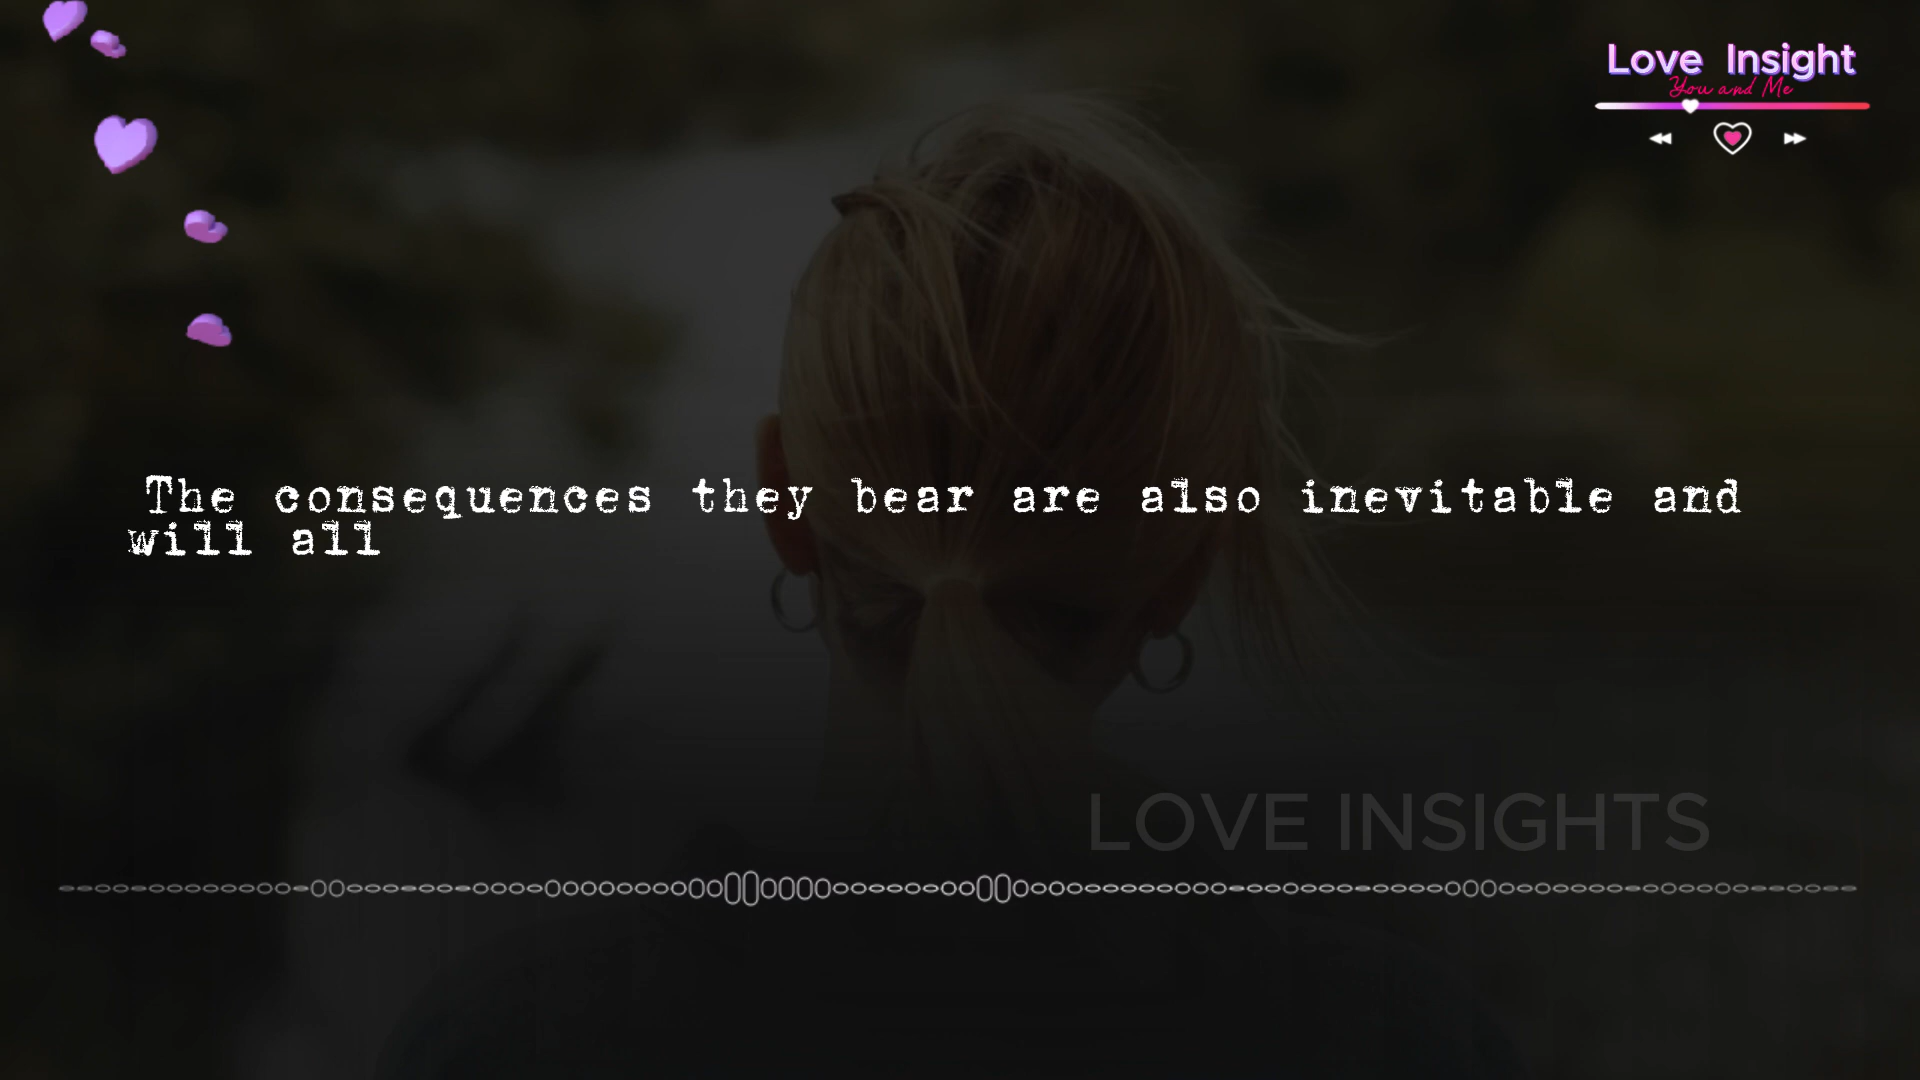 Love Insight
You and Me
The consequences they bear are also inevitable and
will all
LOVE INSIGHTS